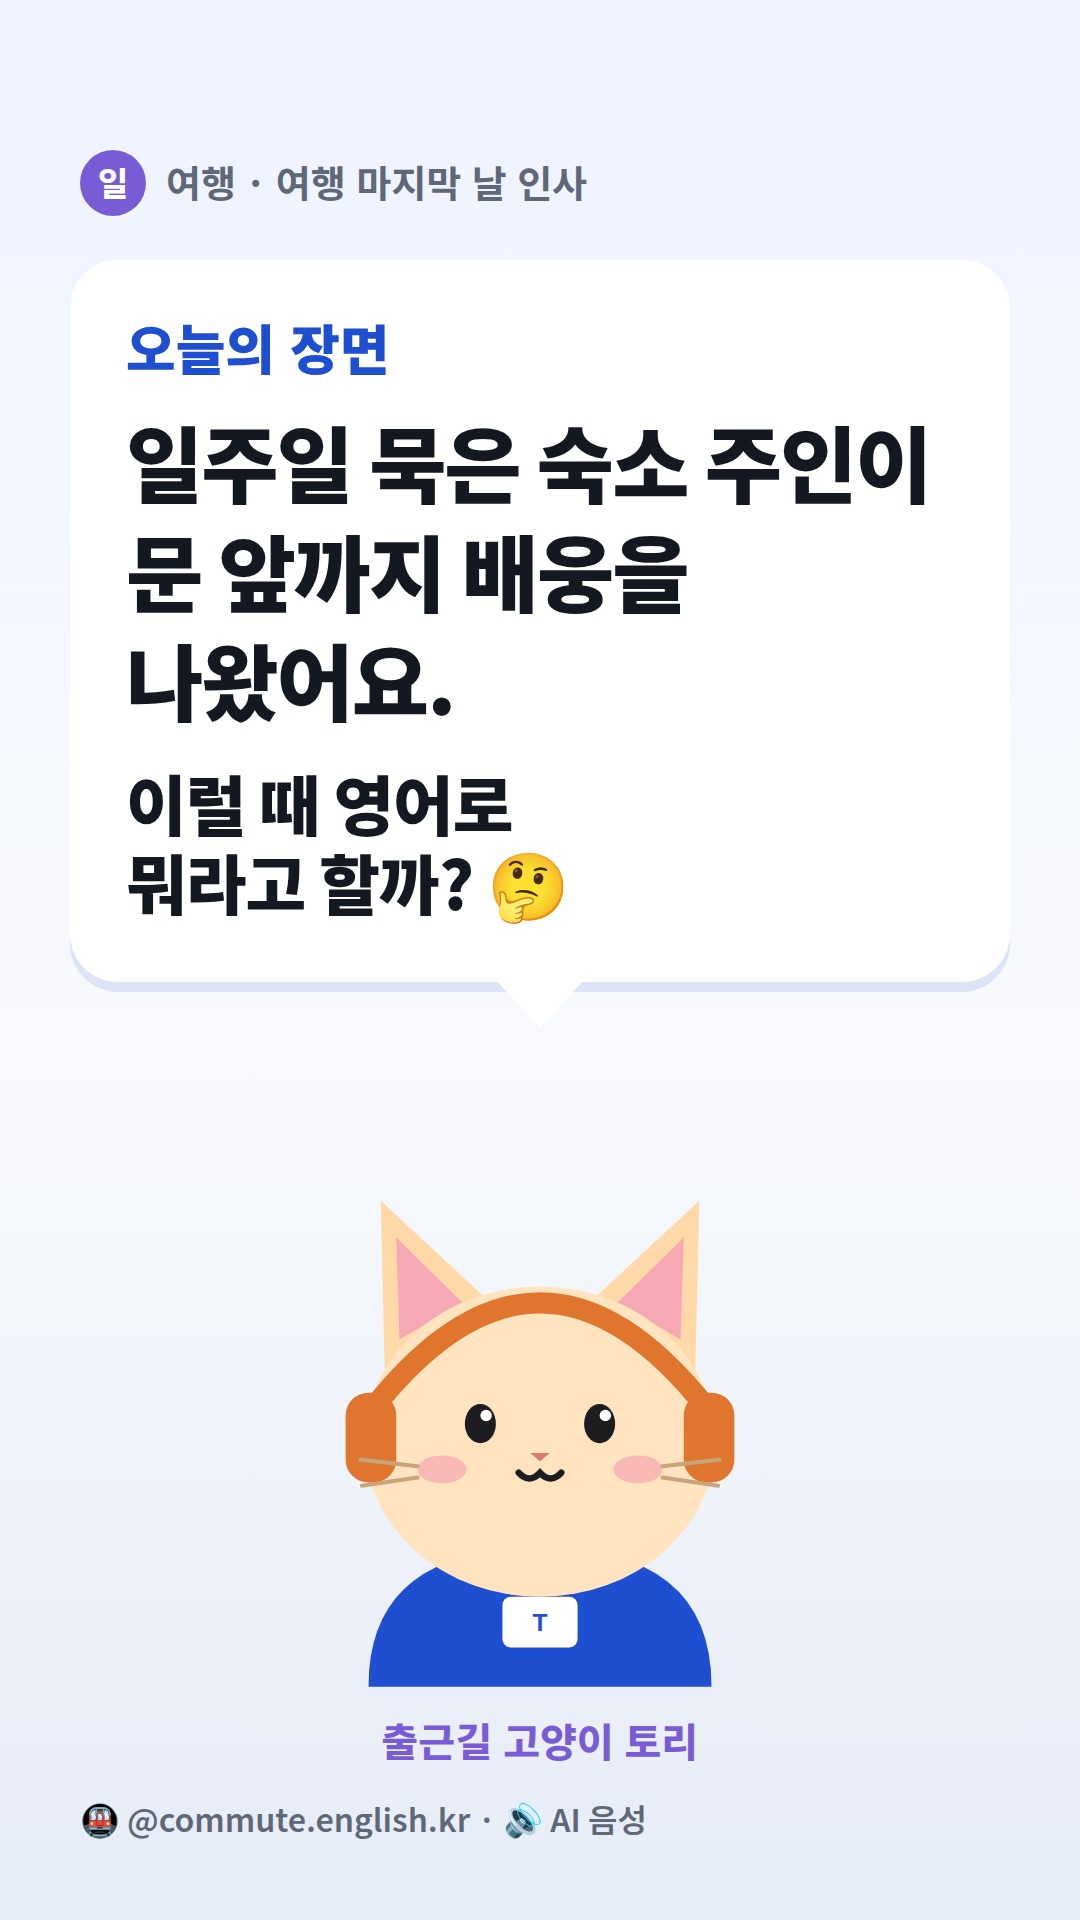 일 여행 · 여행 마지막 날 인사
오늘의 장면
일주일 묵은 숙소 주인이
문 앞까지 배웅을
나왔어요.
이럴 때 영어로
뭐라고 할까? 🤔
T
출근길 고양이 토리
🚇 @commute.english.kr · 🔊 AI 음성